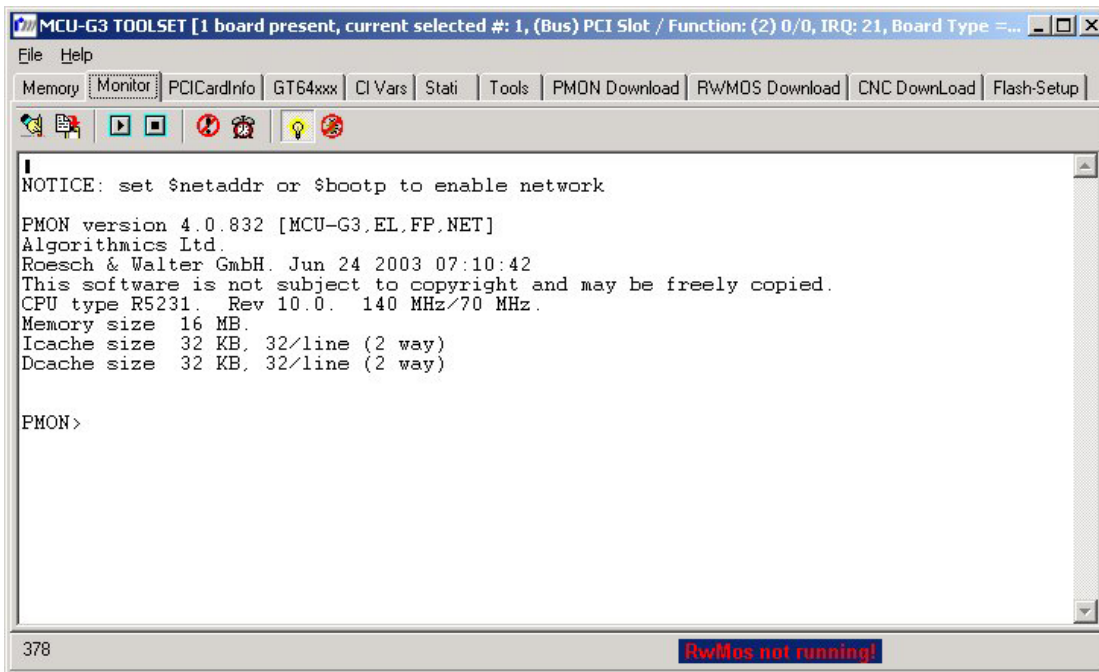 MCU-G3 TOOLSET [1 board present, current selected #: 1, (Bus) PCI Slot / Function: (2) 0/0, IRQ: 21, Board Type =...
File Help
Memory Monitor PCICardInfo GT64xxx CI Vars Stati Tools PMON Download RWMOS Download CNC DownLoad Flash-Setup
NOTICE: set $netaddr or $bootp to enable network
PMON version 4.0.832 [MCU-G3,EL,FP,NET]
Algorithmics Ltd.
Roesch & Walter GmbH. Jun 24 2003 07:10:42
This software is not subject to copyright and may be freely copied.
CPU type R5231. Rev 10.0. 140 MHz/70 MHz.
Memory size 16 MB.
Icache size 32 KB, 32/line (2 way)
Dcache size 32 KB, 32/line (2 way)
PMON>
378 RwMos not running!